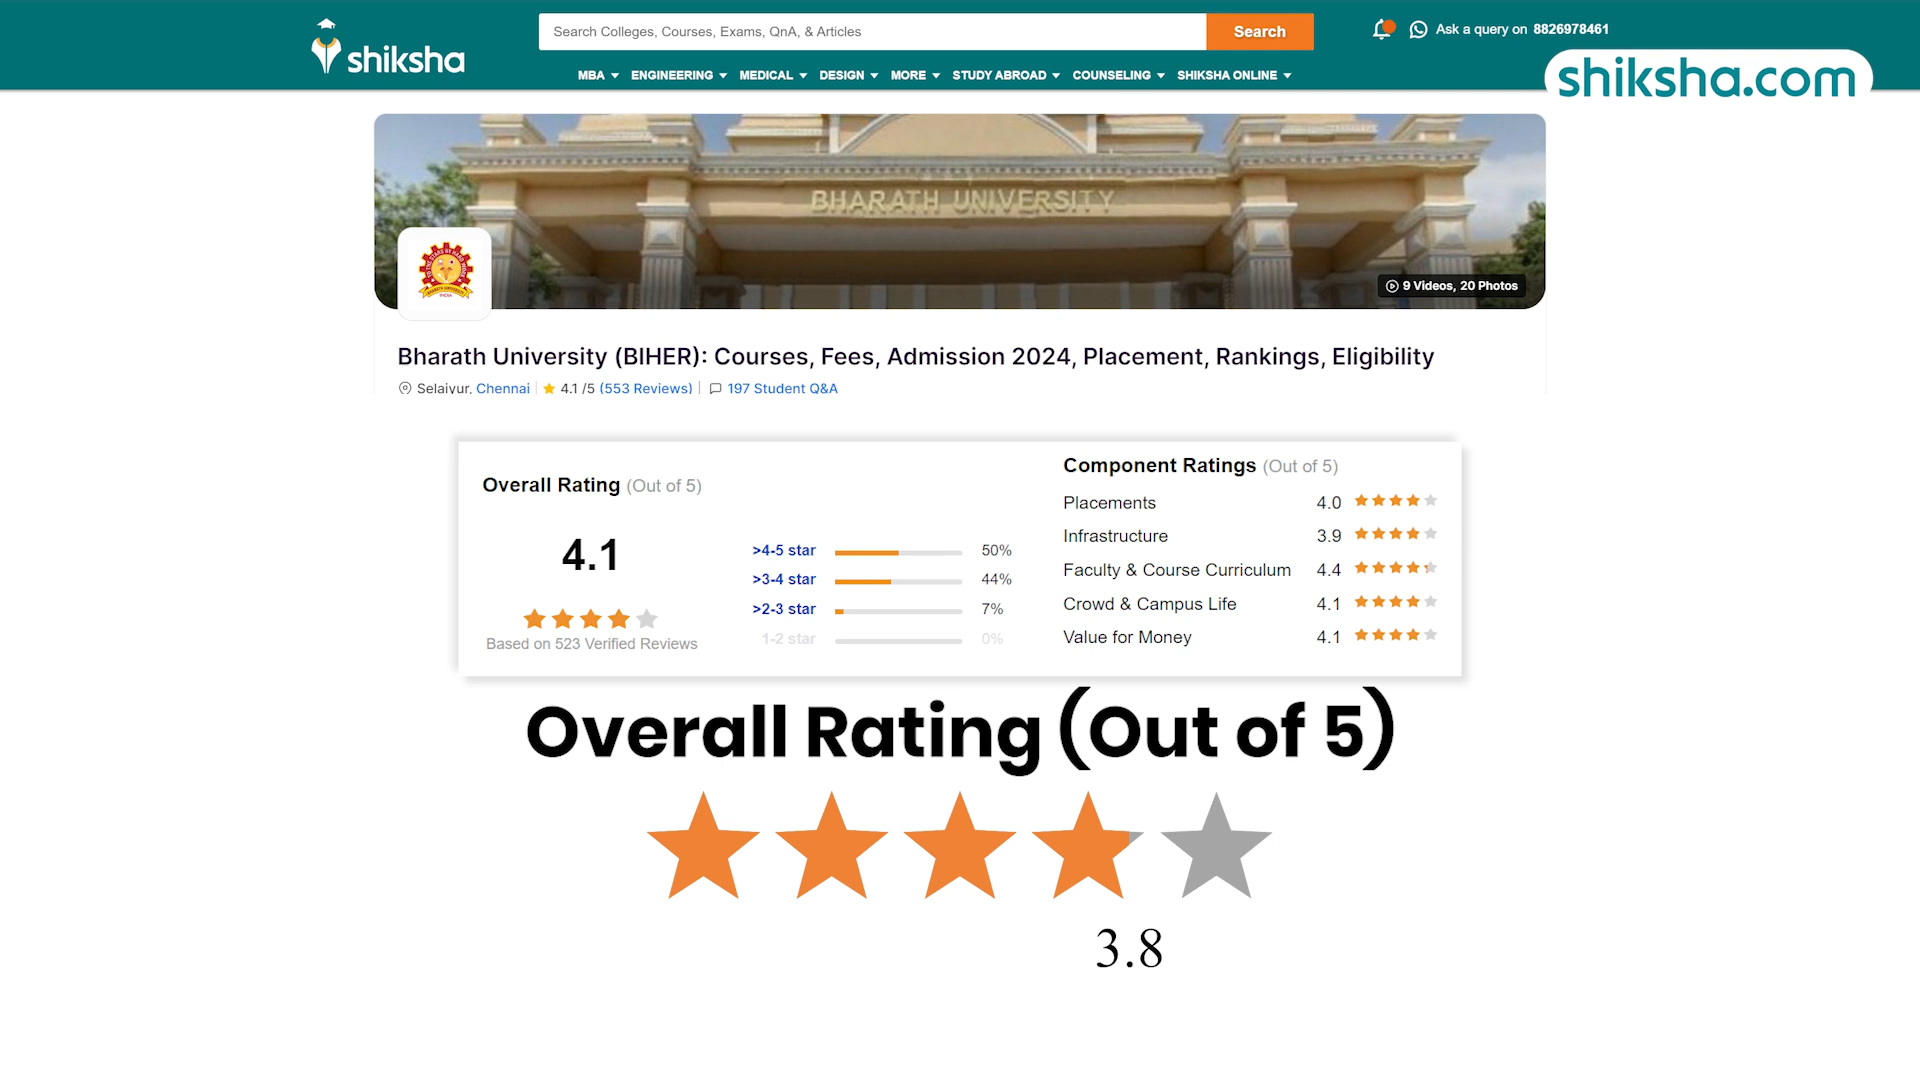 shiksha
Search Colleges, Courses, Exams, QnA, & Articles
Search
Ask a query on 8826978461
MBA ENGINEERING MEDICAL DESIGN MORE STUDY ABROAD COUNSELING SHIKSHA ONLINE
shiksha.com
BHARATH UNIVERSITY
9 Videos, 20 Photos
Bharath University (BIHER): Courses, Fees, Admission 2024, Placement, Rankings, Eligibility
Selaiyur, Chennai 4.1 /5 (553 Reviews) 197 Student Q&A
Overall Rating (Out of 5)
4.1
Based on 523 Verified Reviews
>4-5 star 50%
>3-4 star 44%
>2-3 star 7%
1-2 star 0%
Component Ratings (Out of 5)
Placements 4.0
Infrastructure 3.9
Faculty & Course Curriculum 4.4
Crowd & Campus Life 4.1
Value for Money 4.1
Overall Rating (Out of 5)
3.8